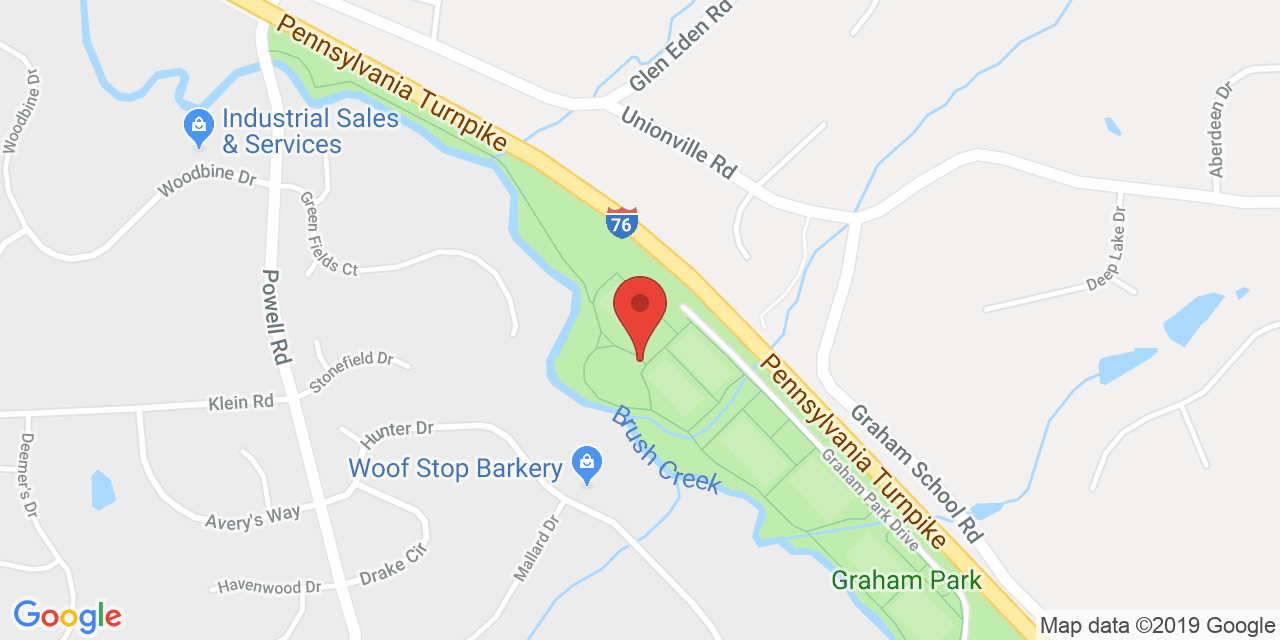 Pennsylvania Turnpike
Glen Eden Rd
Woodbine Dr
Industrial Sales
& Services
Unionville Rd
Aberdeen Dr
Woodbine Dr
Green Fields Ct
76
Deep Lake Dr
Powell Rd
Stonefield Dr
Pennsylvania Turnpike
Klein Rd
Hunter Dr
Brush Creek
Graham School Rd
Deemer's Dr
Woof Stop Barkery
Graham Park Drive
Avery's Way
Mallard Dr
Drake Cir
Havenwood Dr
Graham Park
Google
Map data ©2019 Google